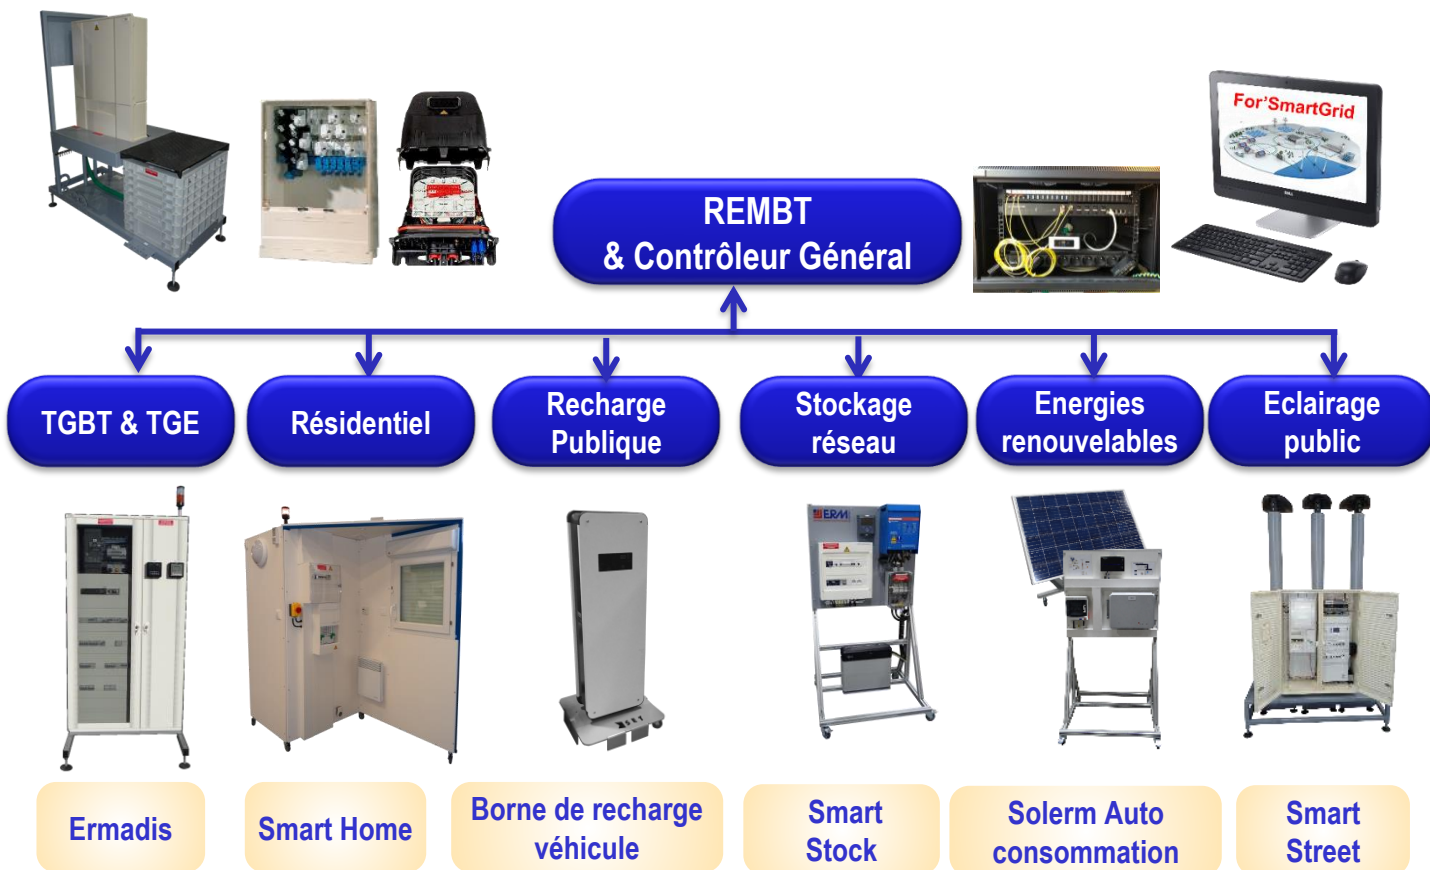 For'SmartGrid
REMBT
& Contrôleur Général
TGBT & TGE
Résidentiel
Recharge
Publique
Stockage
réseau
Energies
renouvelables
Eclairage
public
ERM
Ermadis
Smart Home
Borne de recharge
véhicule
Smart
Stock
Solerm Auto
consommation
Smart
Street